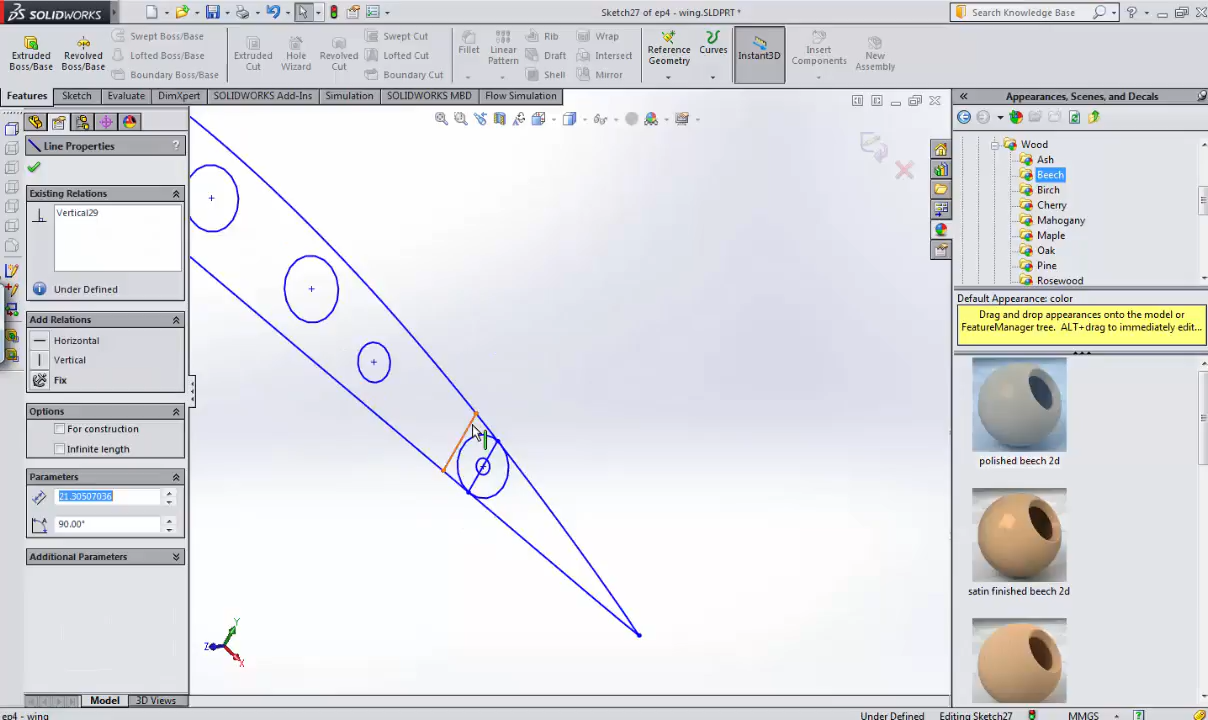 SOLIDWORKS
Sketch27 of ep4 - wing.SLDPRT *
Search Knowledge Base
Extruded Boss/Base
Revolved Boss/Base
Swept Boss/Base
Lofted Boss/Base
Boundary Boss/Base
Extruded Cut
Hole Wizard
Revolved Cut
Swept Cut
Lofted Cut
Boundary Cut
Fillet
Linear Pattern
Rib
Draft
Shell
Wrap
Intersect
Mirror
Reference Geometry
Curves
Instant3D
Insert Components
New Assembly
Features
Sketch
Evaluate
DimXpert
SOLIDWORKS Add-Ins
Simulation
SOLIDWORKS MBD
Flow Simulation
Line Properties
?
Existing Relations
Vertical29
Under Defined
Add Relations
Horizontal
Vertical
Fix
Options
For construction
Infinite length
Parameters
21.30507036
90.00°
Additional Parameters
Y
Z
X
Appearances, Scenes, and Decals
Wood
Ash
Beech
Birch
Cherry
Mahogany
Maple
Oak
Pine
Rosewood
Default Appearance: color
Drag and drop appearances onto the model or
FeatureManager tree. ALT+drag to immediately edit...
polished beech 2d
satin finished beech 2d
Model
3D Views
ep4 - wing
Under Defined
Editing Sketch27
MMGS